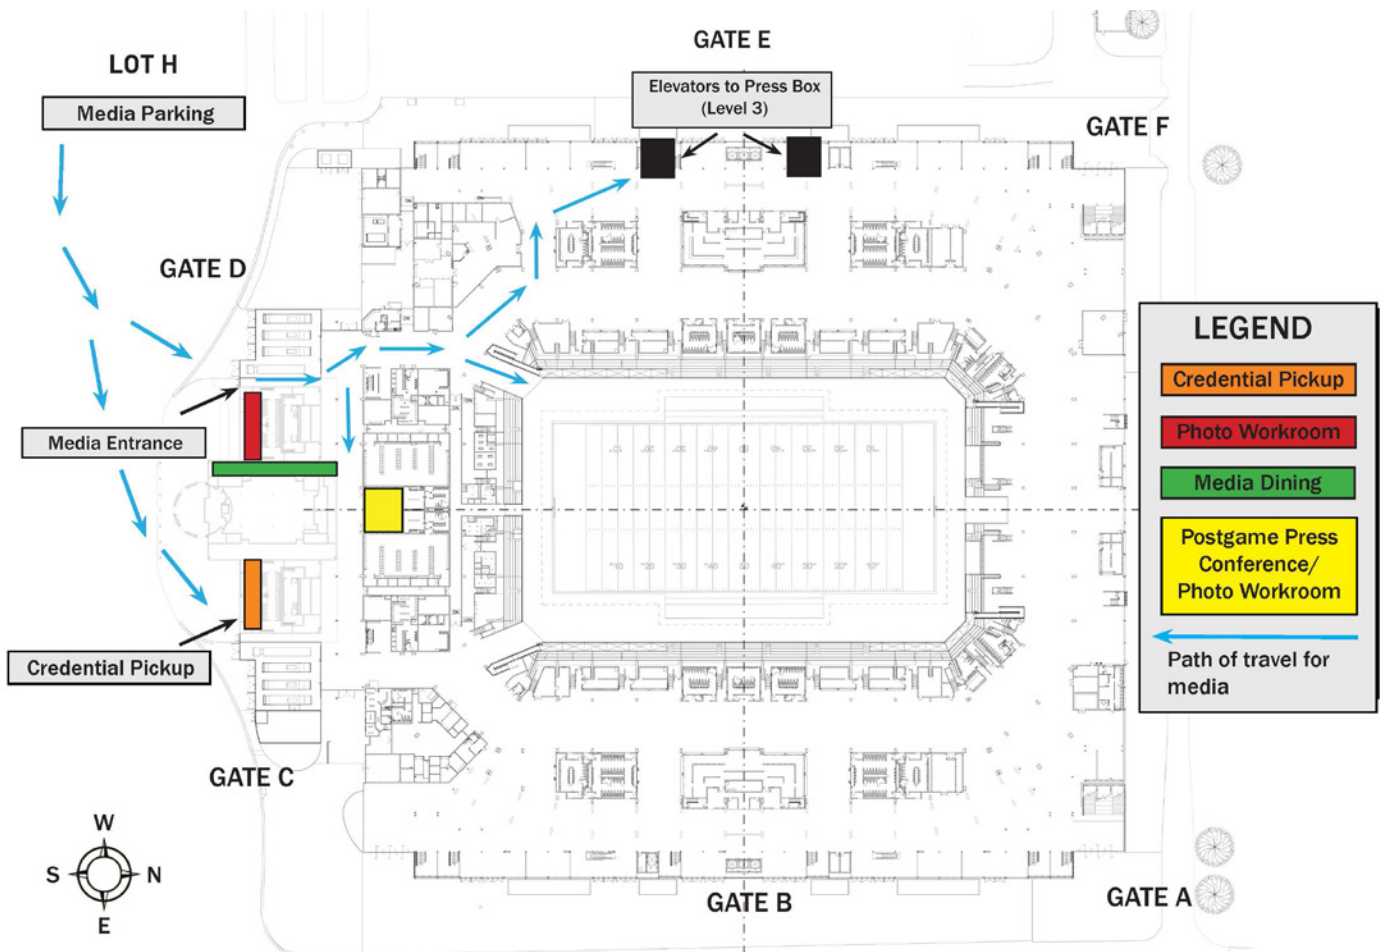 GATE E
LOT H
Elevators to Press Box
(Level 3)
Media Parking
GATE F
GATE D
LEGEND
Credential Pickup
Photo Workroom
Media Dining
Postgame Press
Conference/
Photo Workroom
Path of travel for
media
Media Entrance
Credential Pickup
GATE C
W
S
N
E
GATE B
GATE A